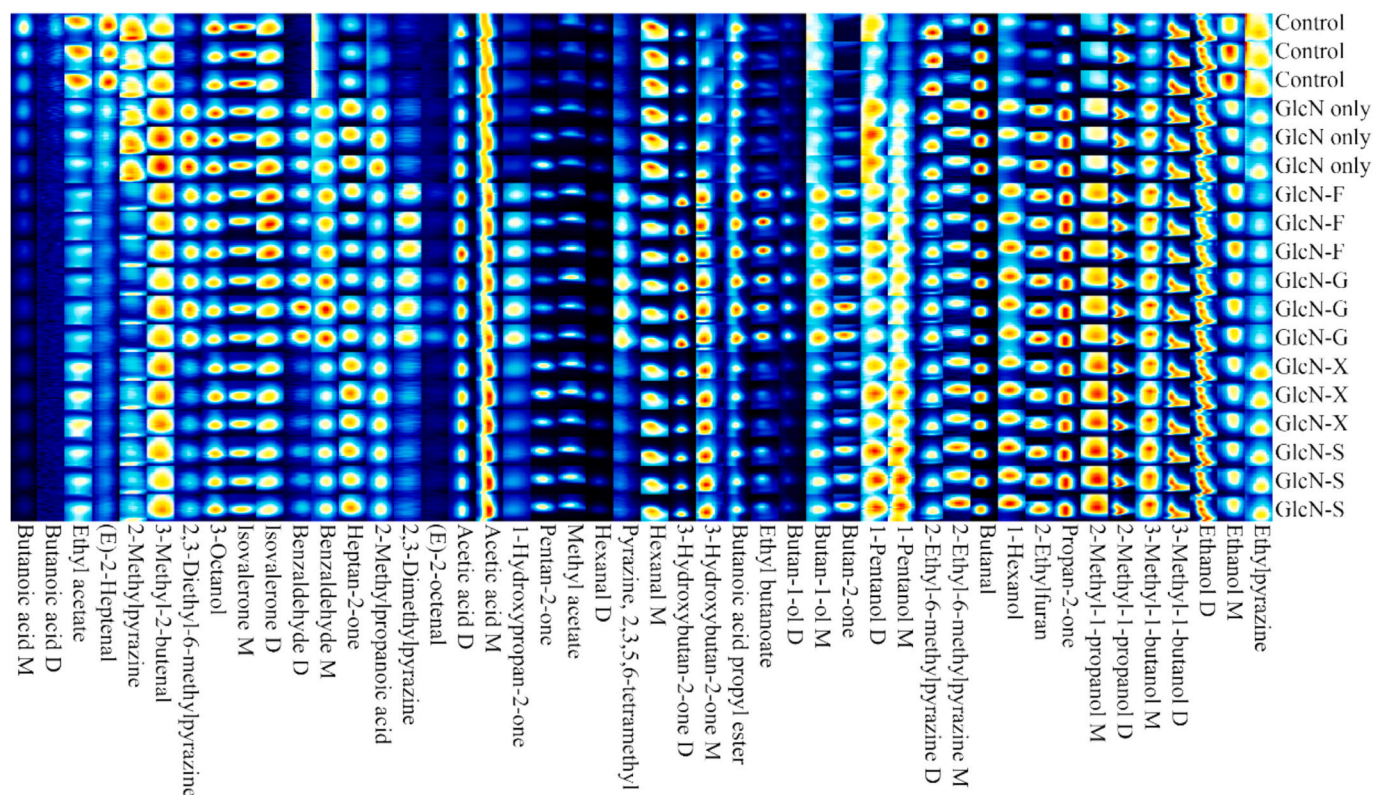 Control
Control
Control
GlcN only
GlcN only
GlcN only
GlcN-F
GlcN-F
GlcN-F
GlcN-G
GlcN-G
GlcN-G
GlcN-X
GlcN-X
GlcN-X
GlcN-S
GlcN-S
GlcN-S
Butanoic acid M
Butanoic acid D
Ethyl acetate
(E)-2-Heptenal
2-Methylpyrazine
3-Methyl-2-butenal
2,3-Diethyl-6-methylpyrazine
3-Octanol
Isovalerone M
Isovalerone D
Benzaldehyde D
Benzaldehyde M
Heptan-2-one
2-Methylpropanoic acid
2,3-Dimethylpyrazine
(E)-2-octenal
Acetic acid D
Acetic acid M
1-Hydroxypropan-2-one
Pentan-2-one
Methyl acetate
Hexanal D
Pyrazine, 2,3,5,6-tetramethyl
Hexanal M
3-Hydroxybutan-2-one D
3-Hydroxybutan-2-one M
Butanoic acid propyl ester
Ethyl butanoate
Butan-1-ol D
Butan-1-ol M
Butan-2-one
1-Pentanol D
1-Pentanol M
2-Ethyl-6-methylpyrazine D
2-Ethyl-6-methylpyrazine M
Butanal
1-Hexanol
2-Ethylfuran
Propan-2-one
2-Methyl-1-propanol M
2-Methyl-1-propanol D
3-Methyl-1-butanol M
3-Methyl-1-butanol D
Ethanol D
Ethanol M
Ethylpyrazine